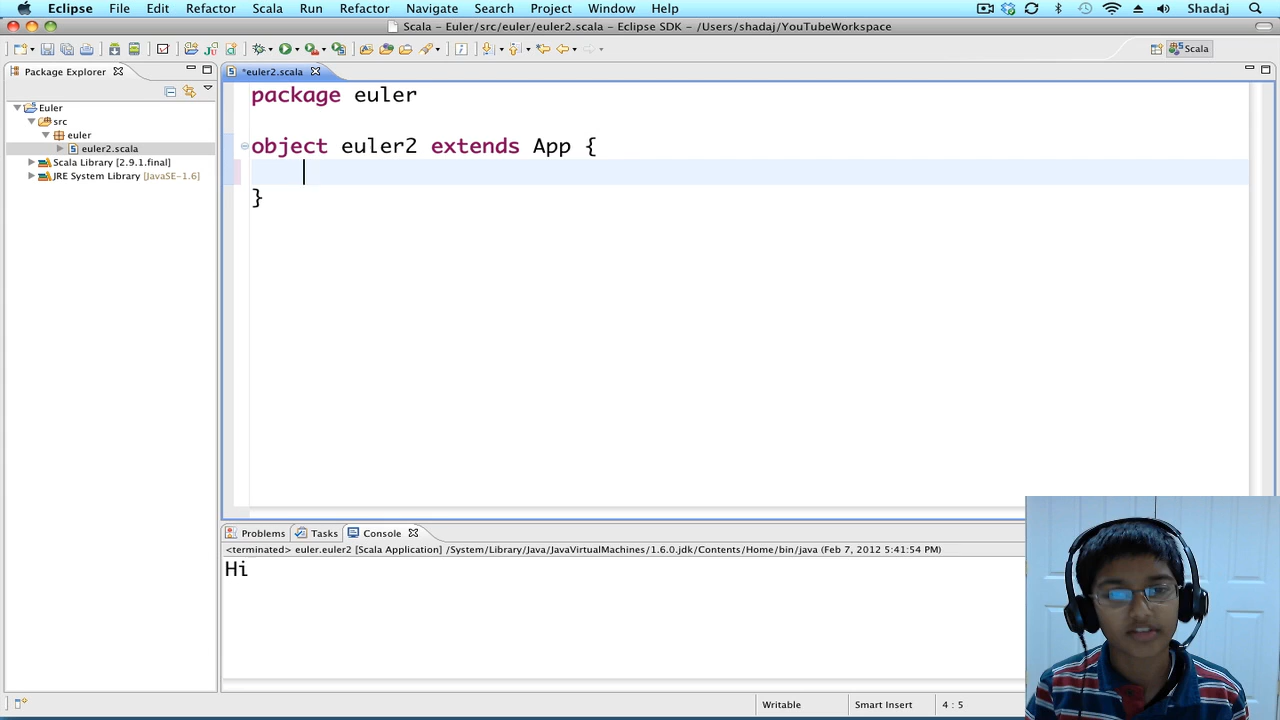 Eclipse File Edit Refactor Scala Run Refactor Navigate Search Project Run Window Help Shadaj
Scala – Euler/src/euler/euler2.scala – Eclipse SDK – /Users/shadaj/YouTubeWorkspace
Scala
Package Explorer
*euler2.scala
Euler
src
euler
euler2.scala
Scala Library [2.9.1.final]
JRE System Library [JavaSE-1.6]
package euler
object euler2 extends App {
}
Problems Tasks Console
<terminated> euler.euler2 [Scala Application] /System/Library/Java/JavaVirtualMachines/1.6.0.jdk/Contents/Home/bin/java (Feb 7, 2012 5:41:54 PM)
Hi
Writable Smart Insert 4 : 5